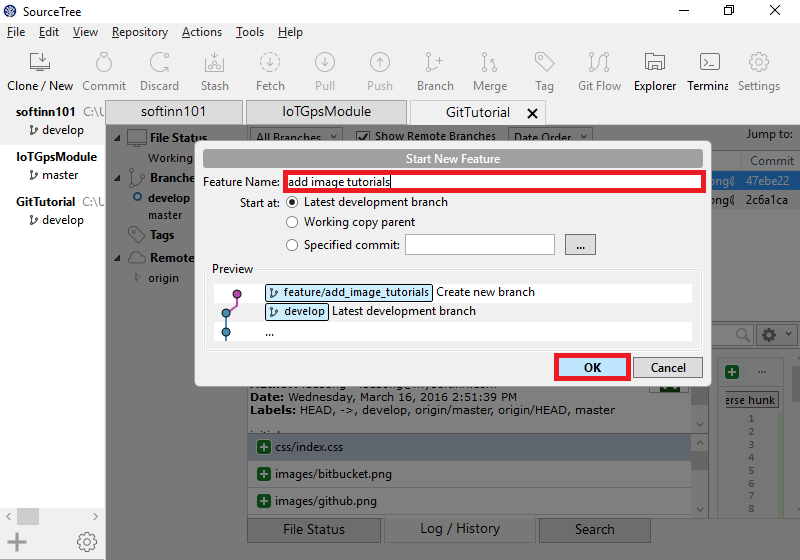 SourceTree
File Edit View Repository Actions Tools Help
Clone / New Commit Discard Stash Fetch Pull Push Branch Merge Tag Git Flow Explorer Termina Settings
softinn101 C:\U
develop
IoTGpsModule
master
GitTutorial C:\U
develop
softinn101 IoTGpsModule GitTutorial
File Status
Working
Branche
develop
master
Tags
Remote
origin
All Branches Show Remote Branches Date Order Jump to:
Commit
47ebe22
2c6a1ca
Start New Feature
Feature Name: add image tutorials
Start at: Latest development branch
Working copy parent
Specified commit: ...
Preview
feature/add_image_tutorials Create new branch
develop Latest development branch
...
OK Cancel
Date: Wednesday, March 16, 2016 2:51:39 PM
Labels: HEAD, ->, develop, origin/master, origin/HEAD, master
css/index.css
images/bitbucket.png
images/github.png
...
erse hunk
1
2
3
4
5
6
7
8
File Status Log / History Search